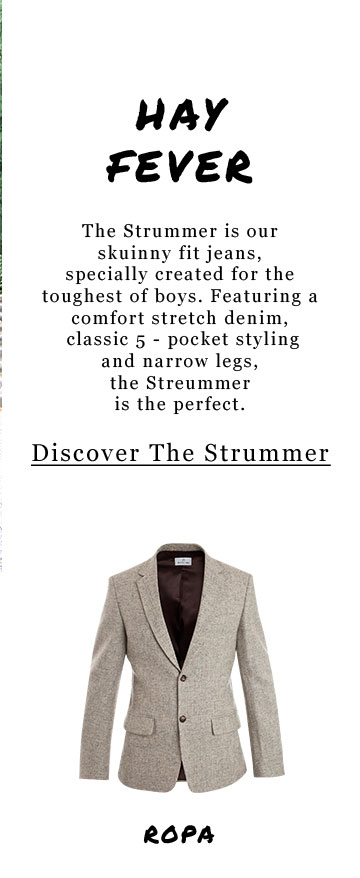 HAY
FEVER
The Strummer is our
skuinny fit jeans,
specially created for the
toughest of boys. Featuring a
comfort stretch denim,
classic 5 - pocket styling
and narrow legs,
the Streummer
is the perfect.
Discover The Strummer
ROPA